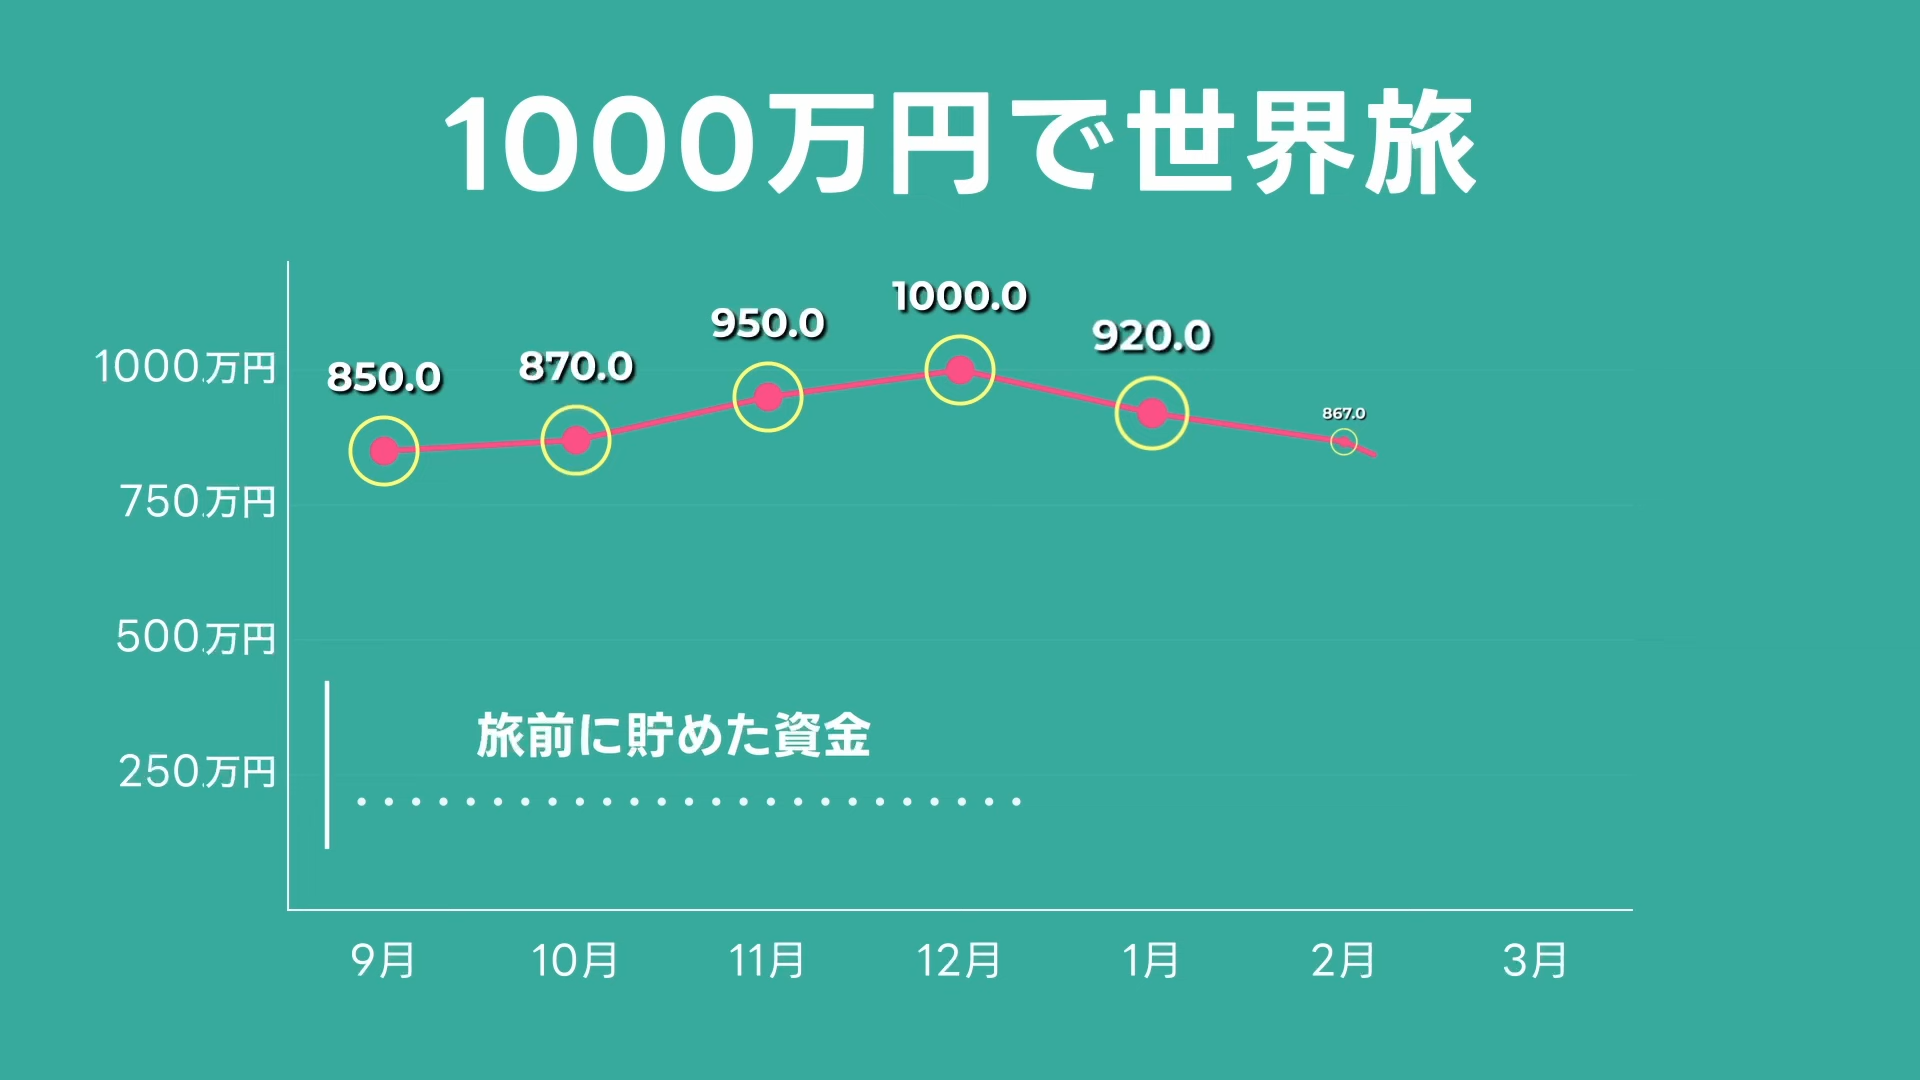 1000万円で世界旅
1000.0
950.0
920.0
1000万円
850.0
870.0
867.0
750万円
500万円
旅前に貯めた資金
250万円
9月
10月
11月
12月
1月
2月
3月